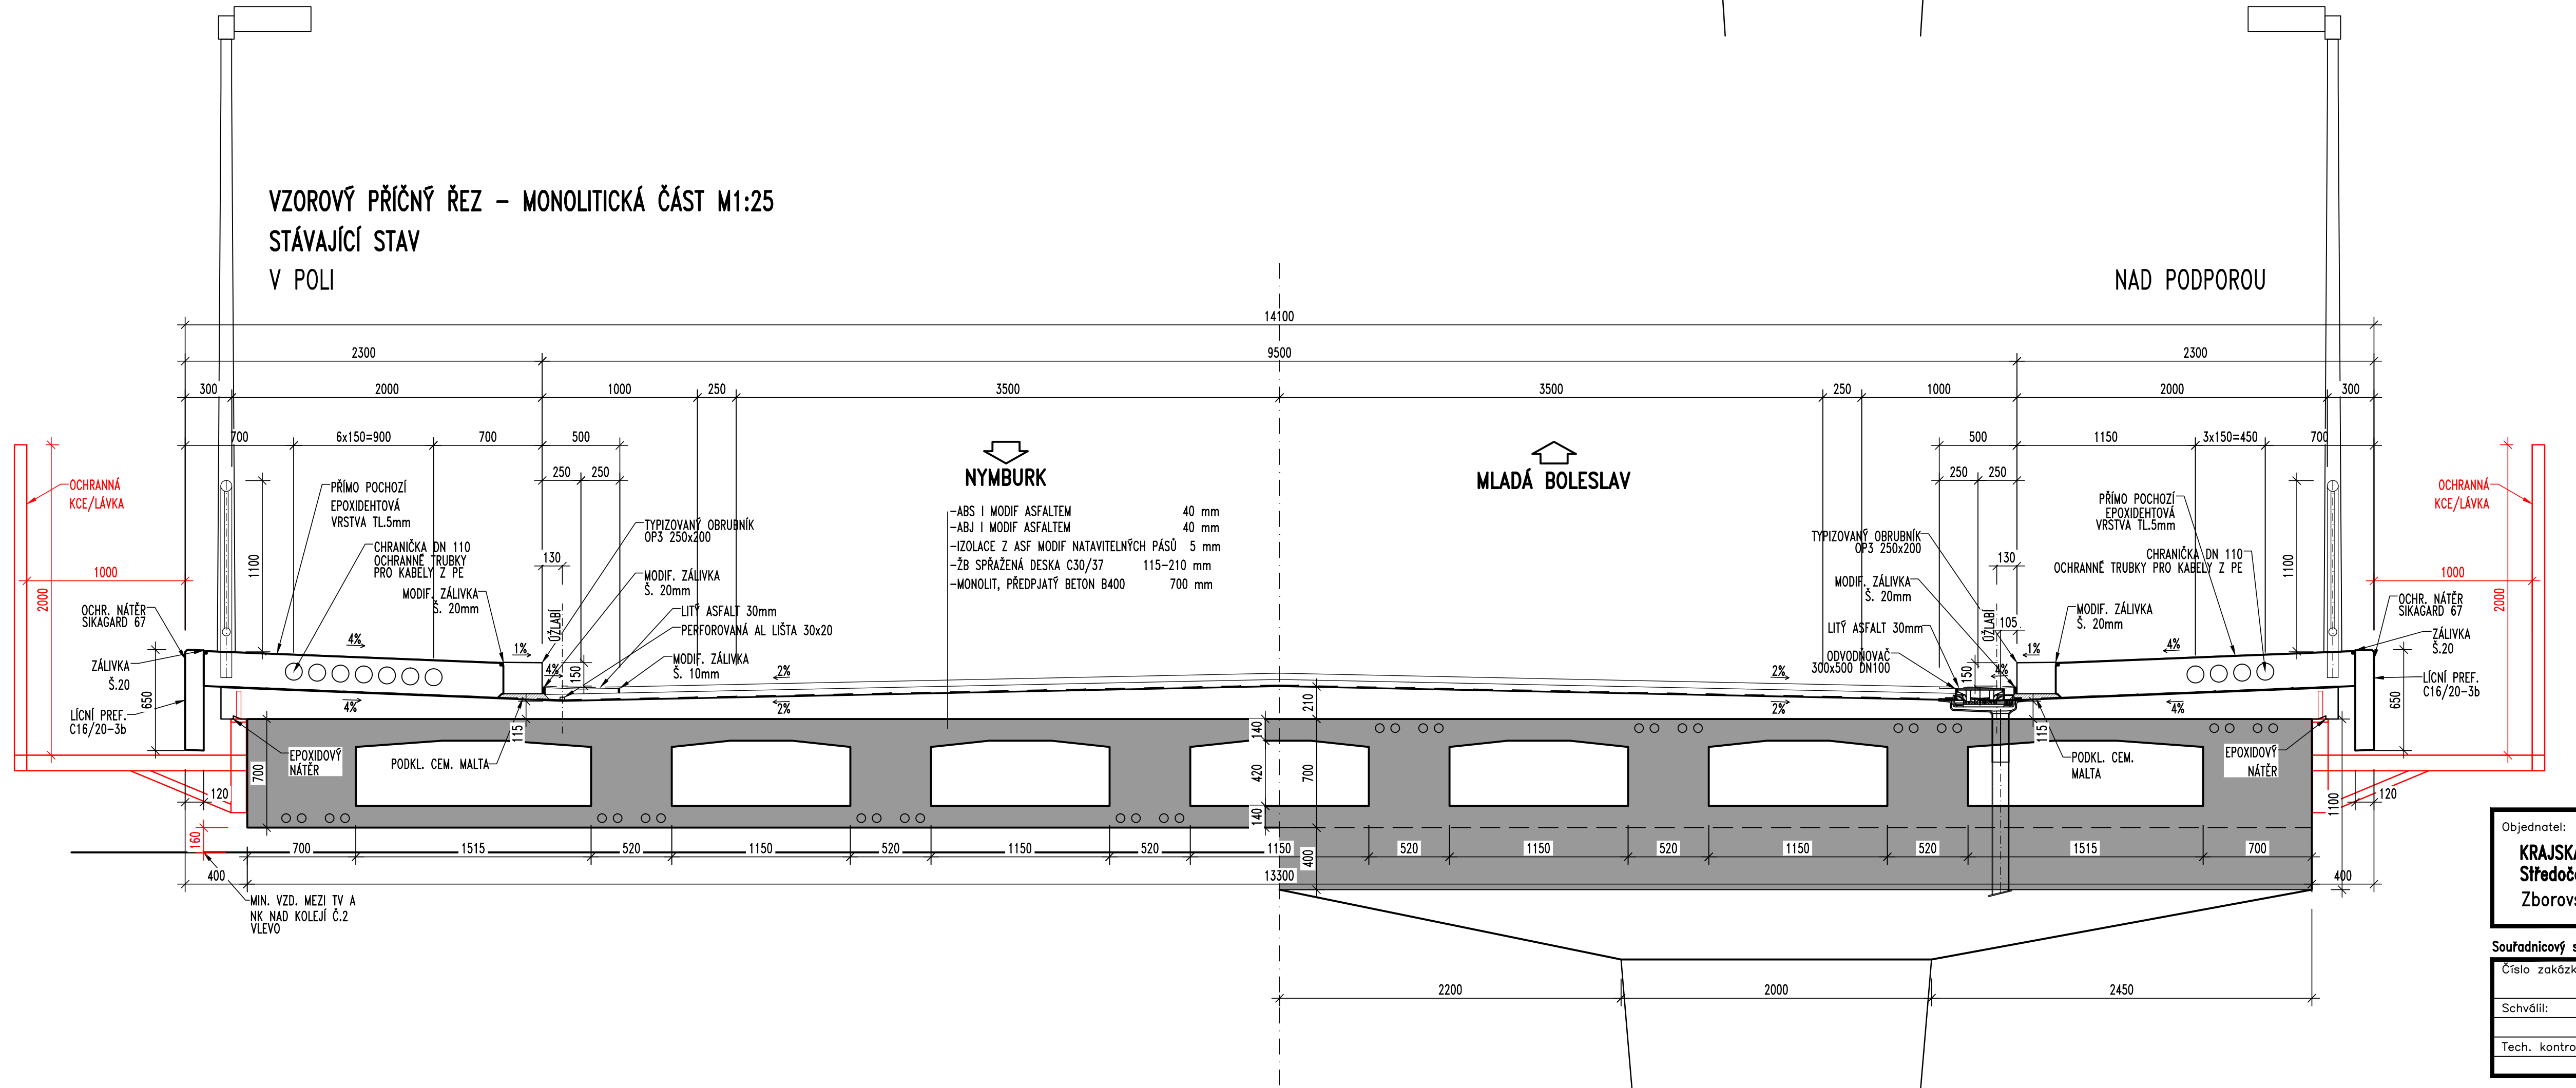 VZOROVÝ PŘÍČNÝ ŘEZ – MONOLITICKÁ ČÁST M1:25
STÁVAJÍCÍ STAV
V POLI
NAD PODPOROU
14100
2300
9500
2300
300
2000
1000
250
3500
3500
250
1000
2000
300
700
6x150=900
700
500
500
1150
3x150=450
700
250
250
250
250
NYMBURK
MLADÁ BOLESLAV
OCHRANNÁ
KCE/LÁVKA
1000
2000
1100
PŘÍMO POCHOZÍ
EPOXIDEHTOVÁ
VRSTVA TL.5mm
CHRANIČKA DN 110
OCHRANNÉ TRUBKY
PRO KABELY Z PE
MODIF. ZÁLIVKA
Š. 20mm
130
TYPIZOVANÝ OBRUBNÍK
OP3 250x200
MODIF. ZÁLIVKA
Š. 20mm
LITÝ ASFALT 30mm
PERFOROVANÁ AL LIŠTA 30x20
MODIF. ZÁLIVKA
Š. 10mm
OŽLABÍ
150
-ABS I MODIF ASFALTEM 40 mm
-ABJ I MODIF ASFALTEM 40 mm
-IZOLACE Z ASF MODIF NATAVITELNÝCH PÁSŮ 5 mm
-ŽB SPŘAŽENÁ DESKA C30/37 115-210 mm
-MONOLIT, PŘEDPJATÝ BETON B400 700 mm
TYPIZOVANÝ OBRUBNÍK
OP3 250x200
130
MODIF. ZÁLIVKA
Š. 20mm
LITÝ ASFALT 30mm
ODVODŇOVAČ
300x500 DN100
OŽLABÍ
105
150
PŘÍMO POCHOZÍ
EPOXIDEHTOVÁ
VRSTVA TL.5mm
CHRANIČKA DN 110
OCHRANNÉ TRUBKY PRO KABELY Z PE
MODIF. ZÁLIVKA
Š. 20mm
1100
OCHRANNÁ
KCE/LÁVKA
1000
2000
OCHR. NÁTĚR
SIKAGARD 67
ZÁLIVKA
Š.20
LÍCNÍ PREF.
C16/20-3b
650
4%
1%
4%
4%
2%
2%
2%
2%
1%
4%
4%
4%
OCHR. NÁTĚR
SIKAGARD 67
ZÁLIVKA
Š.20
LÍCNÍ PREF.
C16/20-3b
650
EPOXIDOVÝ
NÁTĚR
PODKL. CEM. MALTA
115
210
115
PODKL. CEM.
MALTA
EPOXIDOVÝ
NÁTĚR
700
140
420
140
700
400
1100
120
160
120
700
1515
520
1150
520
1150
520
1150
520
1150
520
1150
520
1515
700
400
13300
400
MIN. VZD. MEZI TV A
NK NAD KOLEJÍ Č.2
VLEVO
2200
2000
2450
Objednatel:
Souřadnicový
Schválil:
Tech.